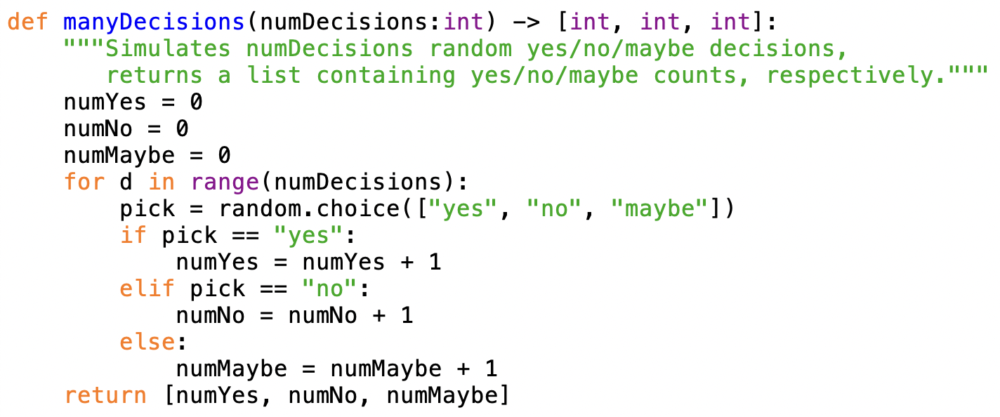 def manyDecisions(numDecisions:int) -> [int, int, int]:
    """Simulates numDecisions random yes/no/maybe decisions,
       returns a list containing yes/no/maybe counts, respectively."""
    numYes = 0
    numNo = 0
    numMaybe = 0
    for d in range(numDecisions):
        pick = random.choice(["yes", "no", "maybe"])
        if pick == "yes":
            numYes = numYes + 1
        elif pick == "no":
            numNo = numNo + 1
        else:
            numMaybe = numMaybe + 1
    return [numYes, numNo, numMaybe]